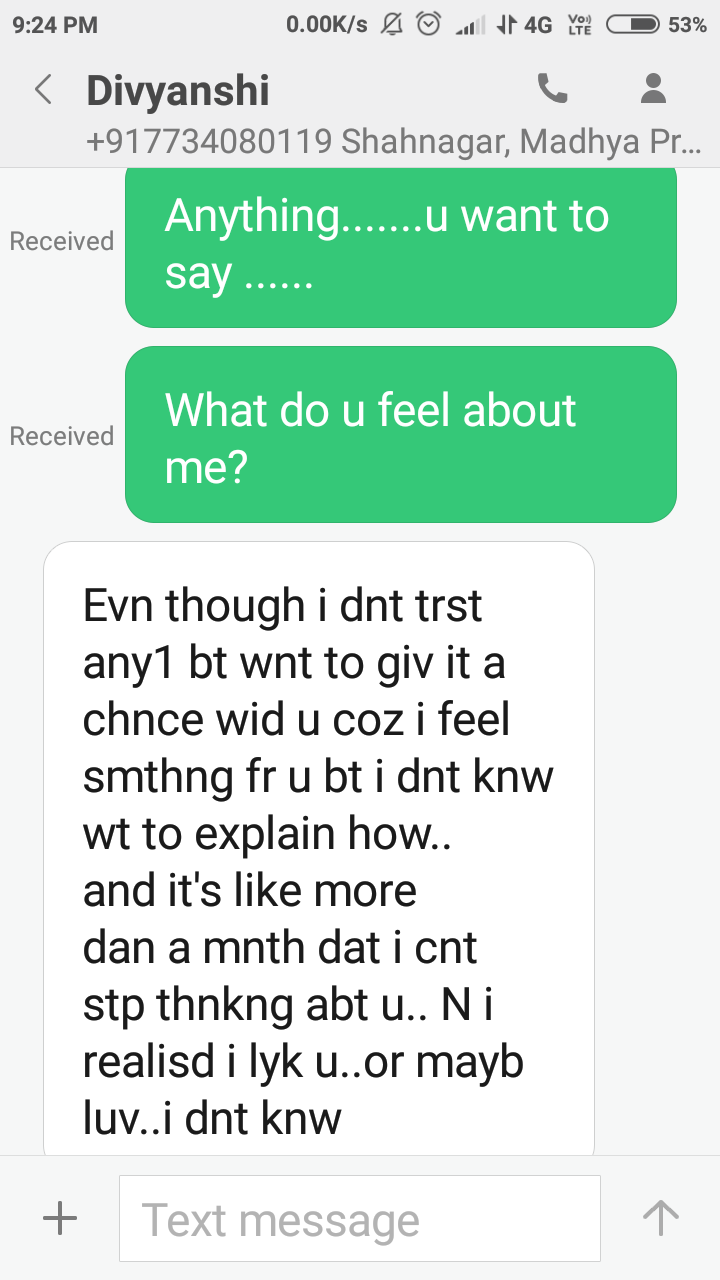 9:24 PM 0.00K/s 4G Vo)) LTE 53%
Divyanshi
+917734080119 Shahnagar, Madhya Pr...
Anything.......u want to
Received
say ......
What do u feel about
Received
me?
Evn though i dnt trst
any1 bt wnt to giv it a
chnce wid u coz i feel
smthng fr u bt i dnt knw
wt to explain how..
and it's like more
dan a mnth dat i cnt
stp thnkng abt u.. N i
realisd i lyk u..or mayb
luv..i dnt knw
Text message